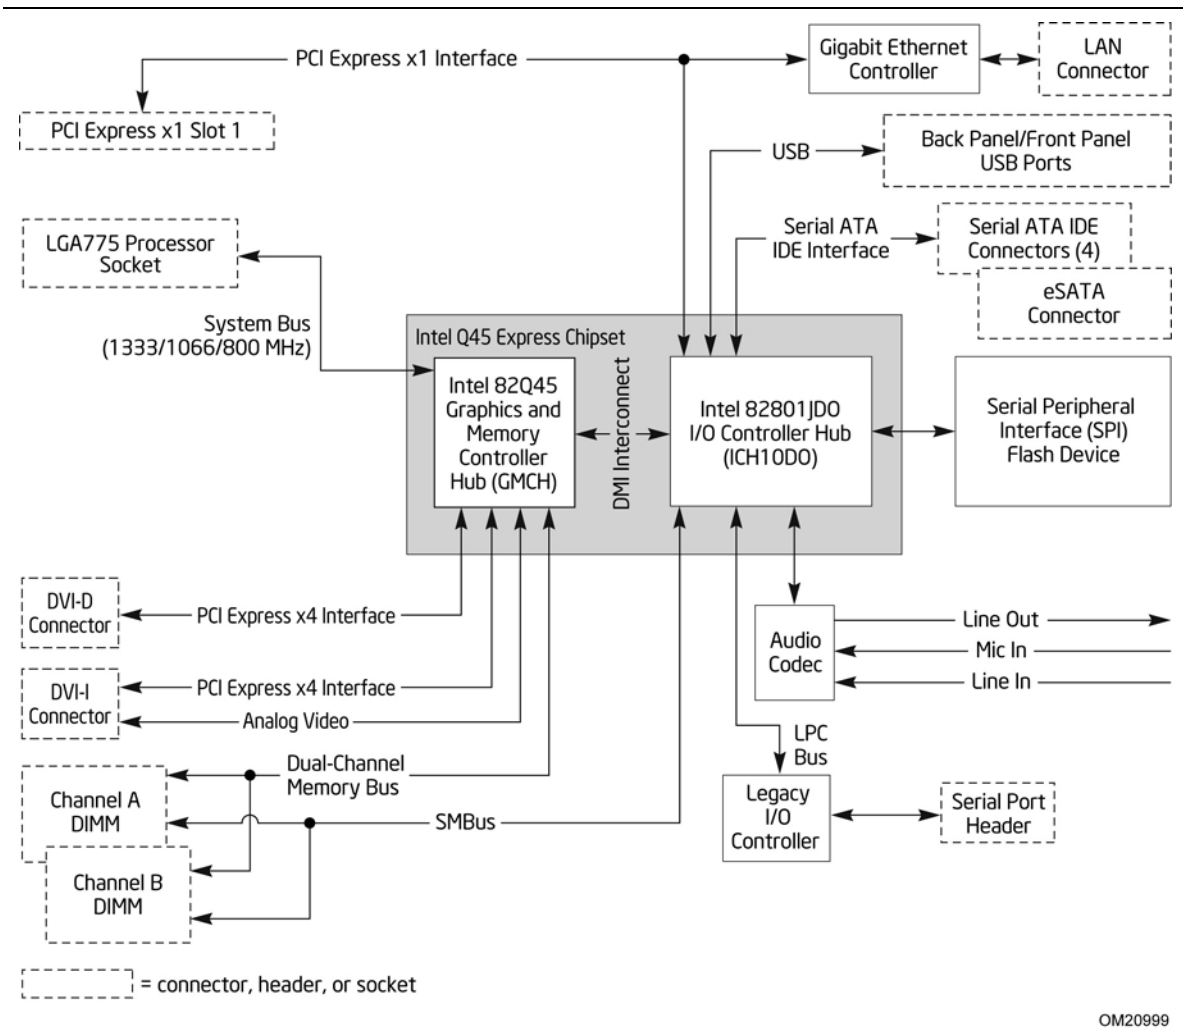 PCI Express x1 Interface
Gigabit Ethernet
Controller
LAN
Connector
PCI Express x1 Slot 1
USB
Back Panel/Front Panel
USB Ports
LGA775 Processor
Socket
Serial ATA
IDE Interface
Serial ATA IDE
Connectors (4)
eSATA
Connector
System Bus
(1333/1066/800 MHz)
Intel Q45 Express Chipset
Intel 82Q45
Graphics and
Memory
Controller
Hub (GMCH)
DMI Interconnect
Intel 82801JDO
I/O Controller Hub
(ICH10DO)
Serial Peripheral
Interface (SPI)
Flash Device
DVI-D
Connector
PCI Express x4 Interface
DVI-I
Connector
PCI Express x4 Interface
Analog Video
Audio
Codec
Line Out
Mic In
Line In
LPC
Bus
Dual-Channel
Memory Bus
Channel A
DIMM
SMBus
Channel B
DIMM
Legacy
I/O
Controller
Serial Port
Header
= connector, header, or socket
OM20999